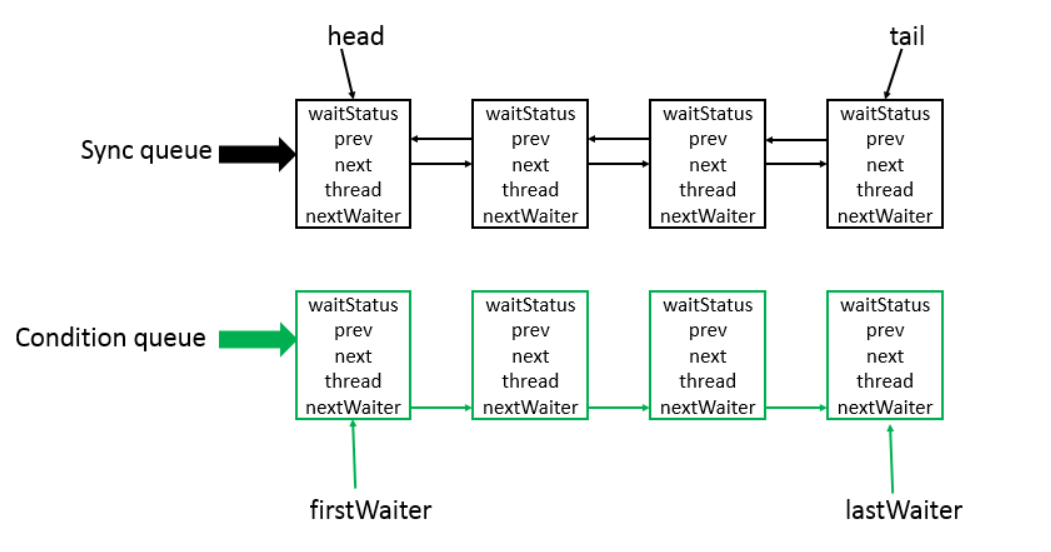 head
tail
Sync queue
waitStatus
prev
next
thread
nextWaiter
waitStatus
prev
next
thread
nextWaiter
waitStatus
prev
next
thread
nextWaiter
waitStatus
prev
next
thread
nextWaiter
Condition queue
waitStatus
prev
next
thread
nextWaiter
waitStatus
prev
next
thread
nextWaiter
waitStatus
prev
next
thread
nextWaiter
waitStatus
prev
next
thread
nextWaiter
firstWaiter
lastWaiter